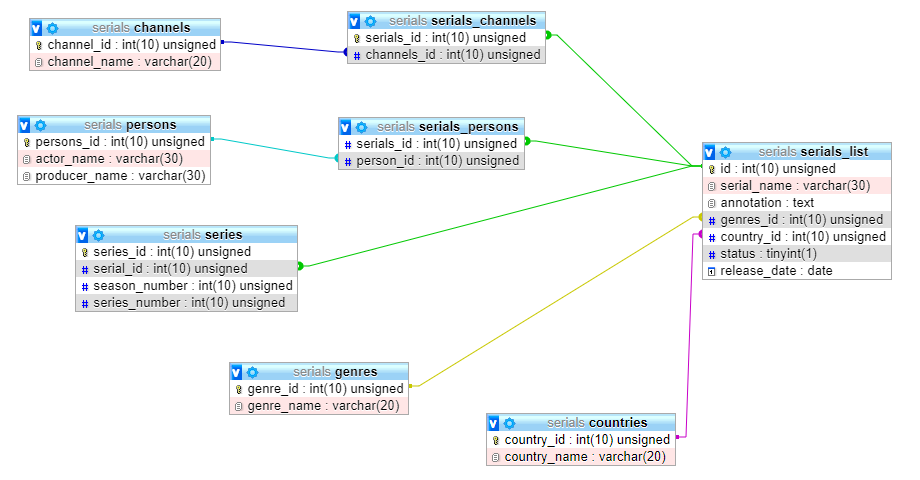 serials channels
channel_id : int(10) unsigned
channel_name : varchar(20)
serials serials_channels
serials_id : int(10) unsigned
channels_id : int(10) unsigned
serials persons
persons_id : int(10) unsigned
actor_name : varchar(30)
producer_name : varchar(30)
serials serials_persons
serials_id : int(10) unsigned
person_id : int(10) unsigned
serials serials_list
id : int(10) unsigned
serial_name : varchar(30)
annotation : text
genres_id : int(10) unsigned
country_id : int(10) unsigned
status : tinyint(1)
release_date : date
serials series
series_id : int(10) unsigned
serial_id : int(10) unsigned
season_number : int(10) unsigned
series_number : int(10) unsigned
serials genres
genre_id : int(10) unsigned
genre_name : varchar(20)
serials countries
country_id : int(10) unsigned
country_name : varchar(20)